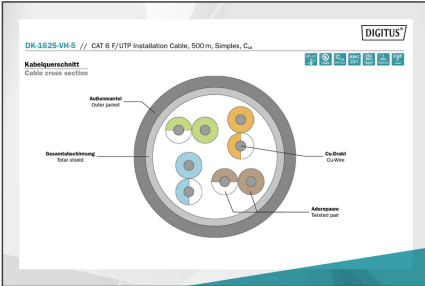 DIGITUS®
DK-1625-VH-5 // CAT 6 F/UTP Installation Cable, 500 m, Simplex, Cca
Kabelquerschnitt
Cable cross section
Außenmantel
Outer jacket
Gesamtabschirmung
Total shield
Cu-Draht
Cu-Wire
Adernpaare
Twisted pair